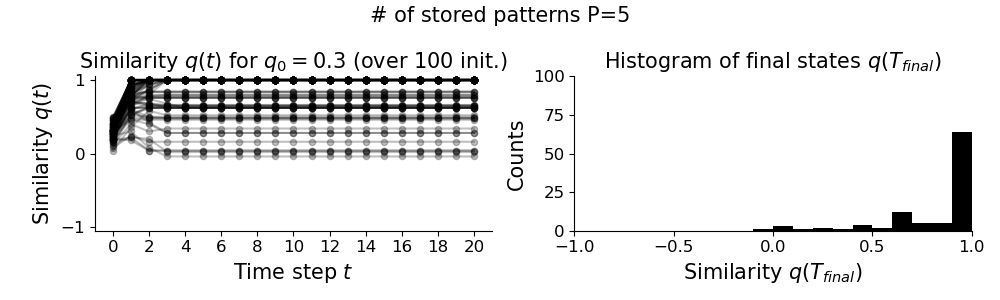 # of stored patterns P=5
Similarity q(t) for q₀ = 0.3 (over 100 init.)
1
0
−1
Similarity q(t)
0 2 4 6 8 10 12 14 16 18 20
Time step t
Histogram of final states q(T_final)
100
75
50
25
0
Counts
−1.0 −0.5 0.0 0.5 1.0
Similarity q(T_final)